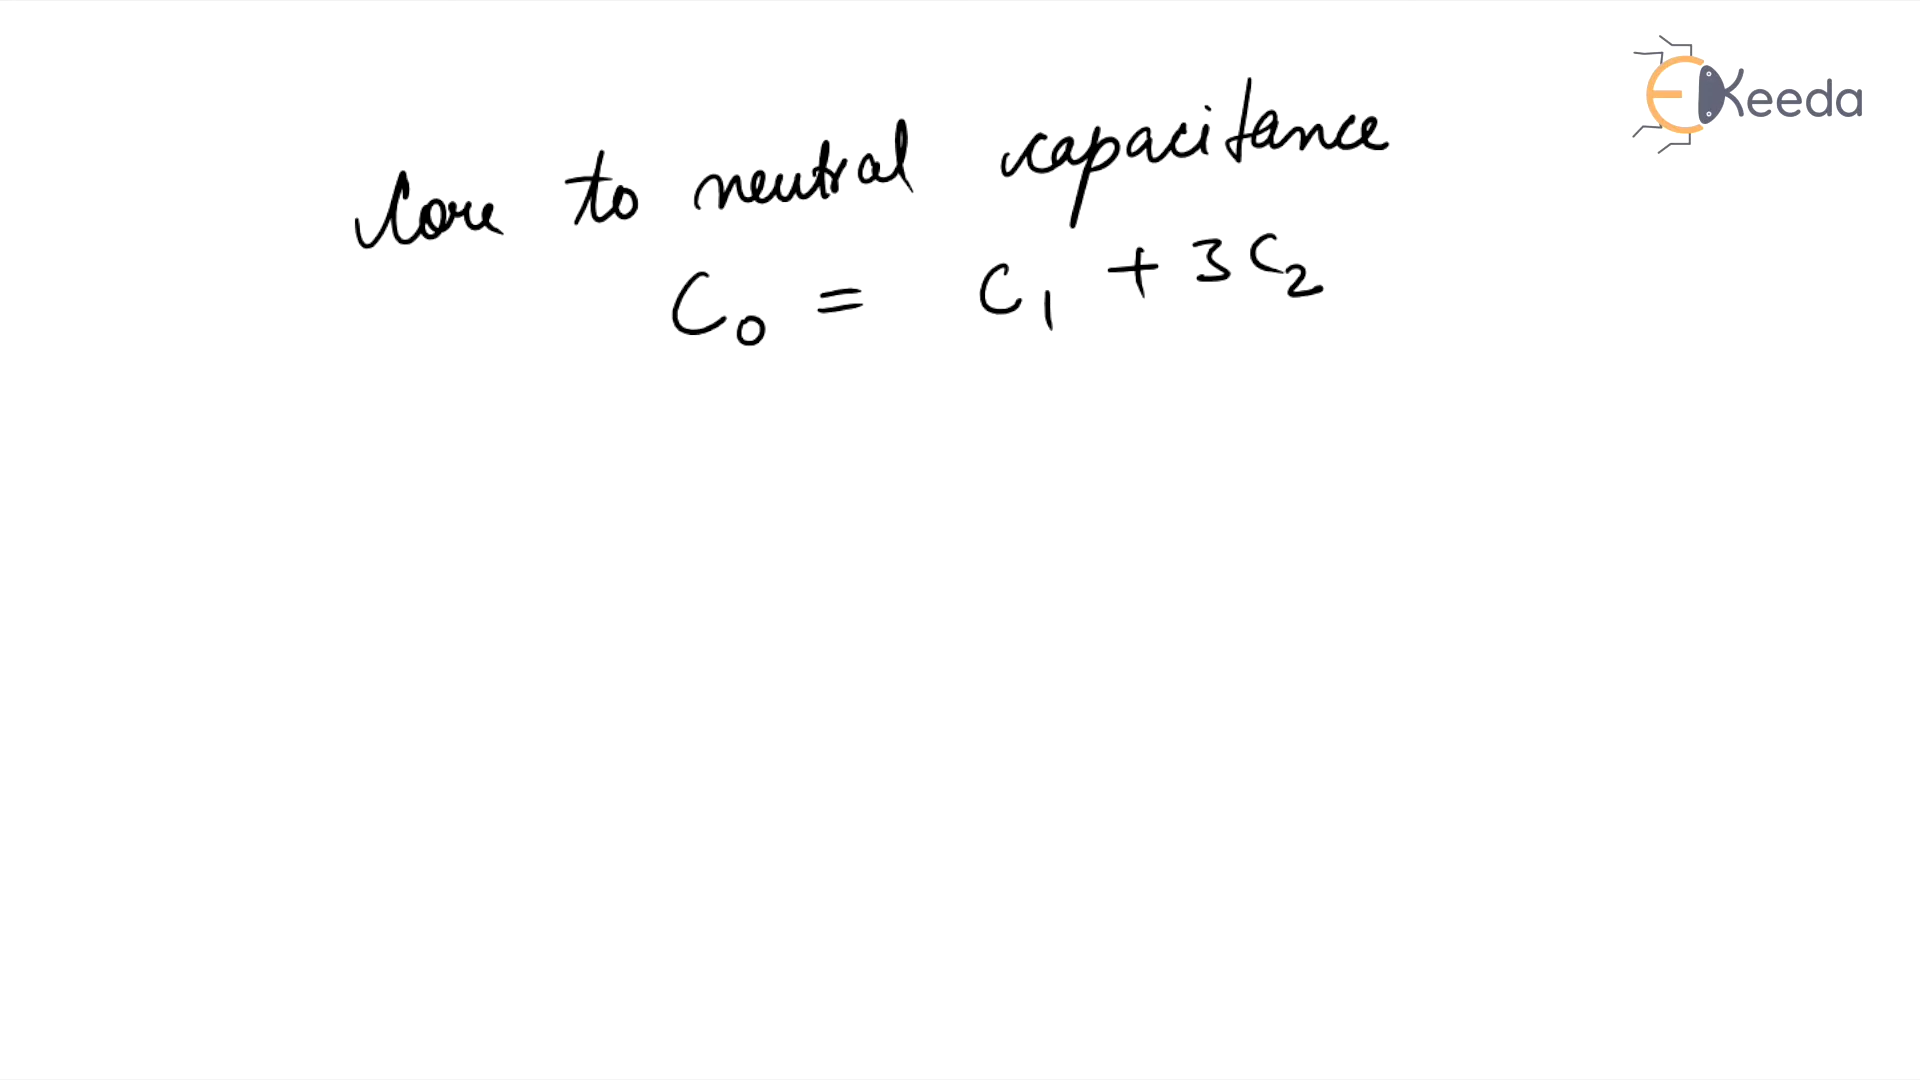 Core to neutral capacitance
C₀ = C₁ + 3C₂
EKeeda